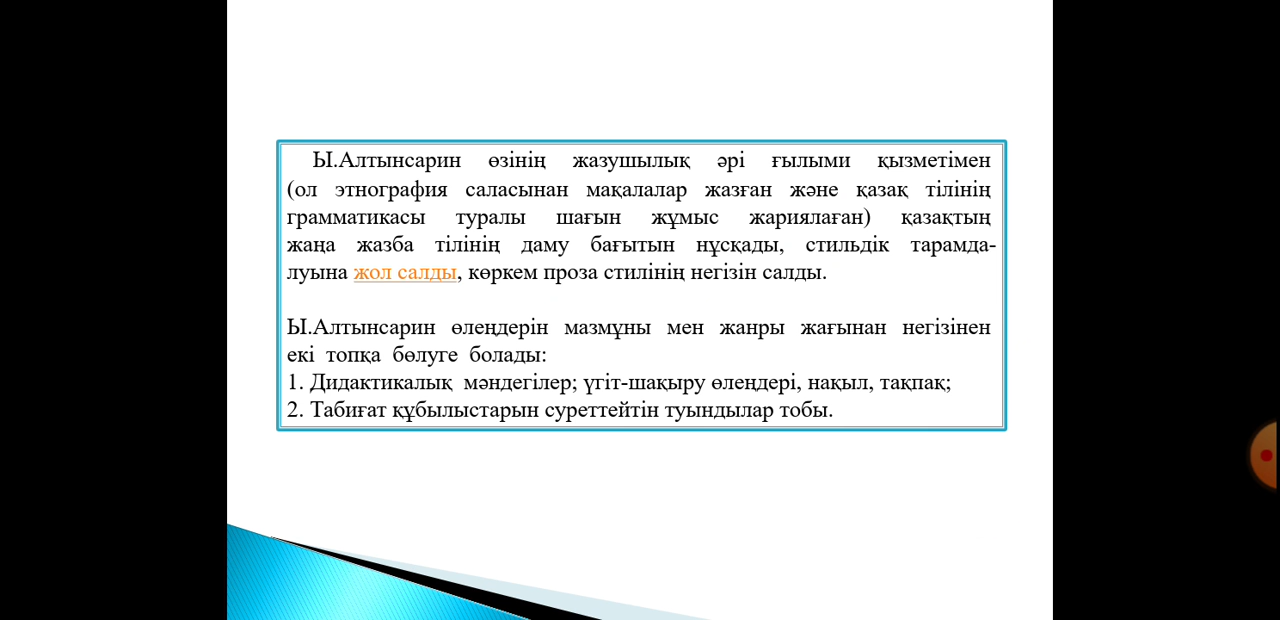 Ы.Алтынсарин өзінің жазушылық әрі ғылыми қызметімен
(ол этнография саласынан мақалалар жазған және қазақ тілінің
грамматикасы туралы шағын жұмыс жариялаған) қазақтың
жаңа жазба тілінің даму бағытын нұсқады, стильдік тарамда-
луына жол салды, көркем проза стилінің негізін салды.
Ы.Алтынсарин өлеңдерін мазмұны мен жанры жағынан негізінен
екі топқа бөлуге болады:
1. Дидактикалық мәндегілер; үгіт-шақыру өлеңдері, нақыл, тақпақ;
2. Табиғат құбылыстарын суреттейтін туындылар тобы.